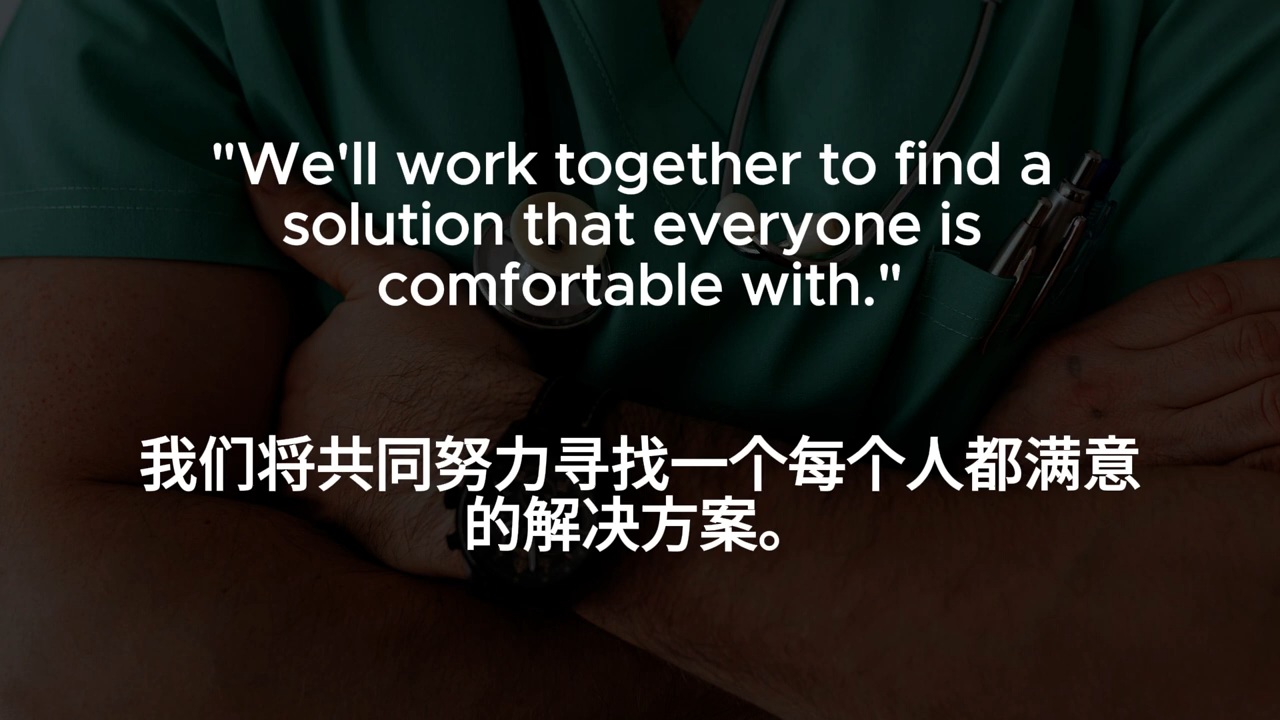 "We'll work together to find a
solution that everyone is
comfortable with."
我们将共同努力寻找一个每个人都满意
的解决方案。